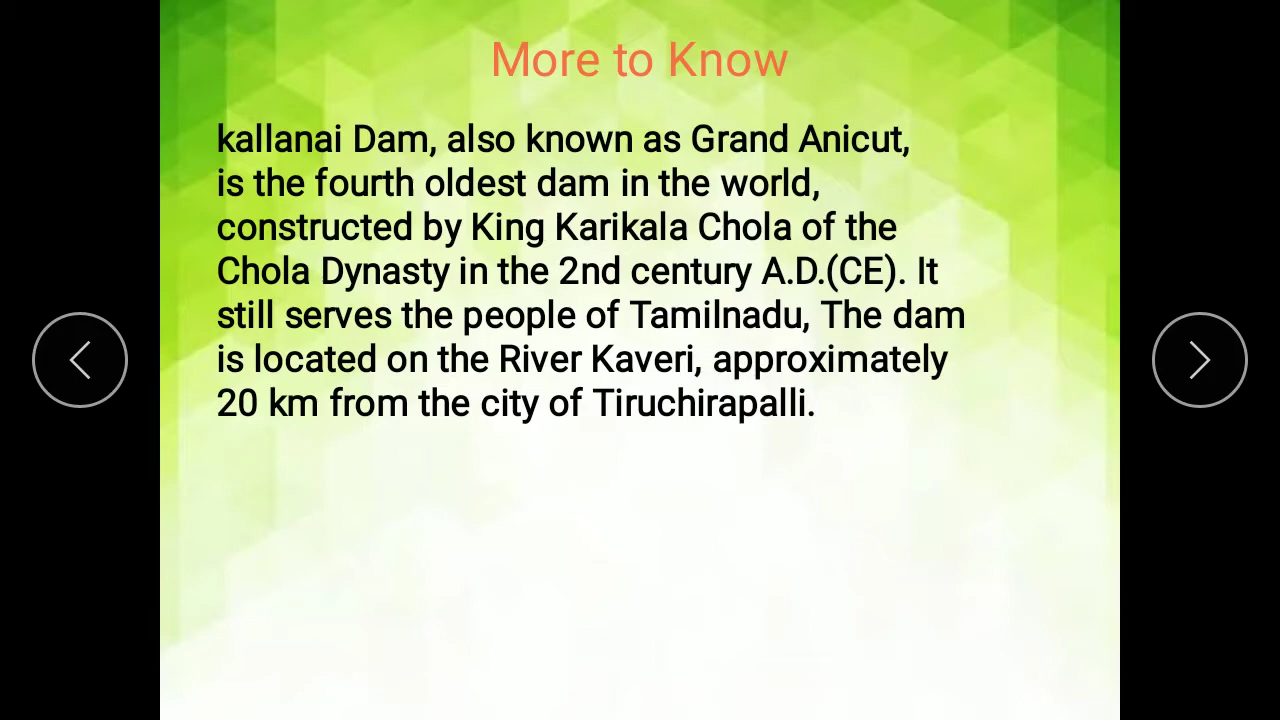 More to Know
kallanai Dam, also known as Grand Anicut,
is the fourth oldest dam in the world,
constructed by King Karikala Chola of the
Chola Dynasty in the 2nd century A.D.(CE). It
still serves the people of Tamilnadu, The dam
is located on the River Kaveri, approximately
20 km from the city of Tiruchirapalli.